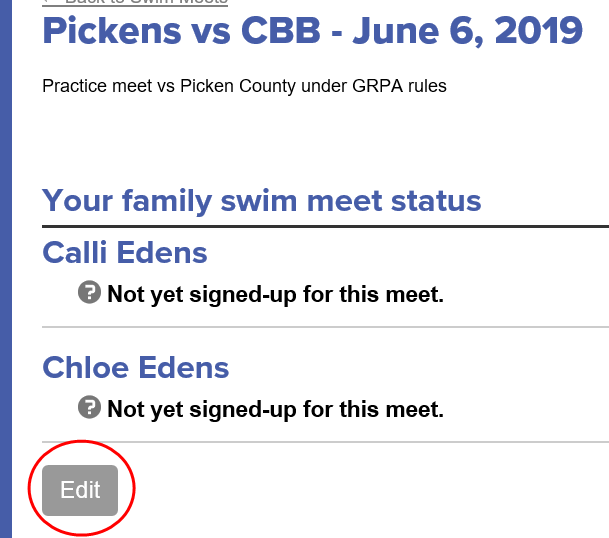 ← Back to Swim Meets
Pickens vs CBB - June 6, 2019
Practice meet vs Picken County under GRPA rules
Your family swim meet status
Calli Edens
? Not yet signed-up for this meet.
Chloe Edens
? Not yet signed-up for this meet.
Edit